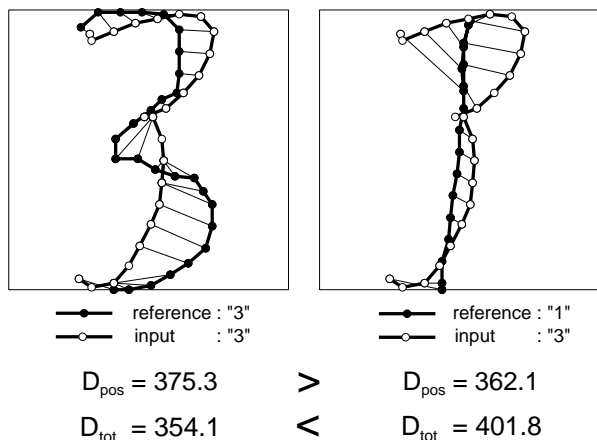 reference : "3" reference : "1"
input : "3" input : "3"
D_pos = 375.3 > D_pos = 362.1
D_tot = 354.1 < D_tot = 401.8